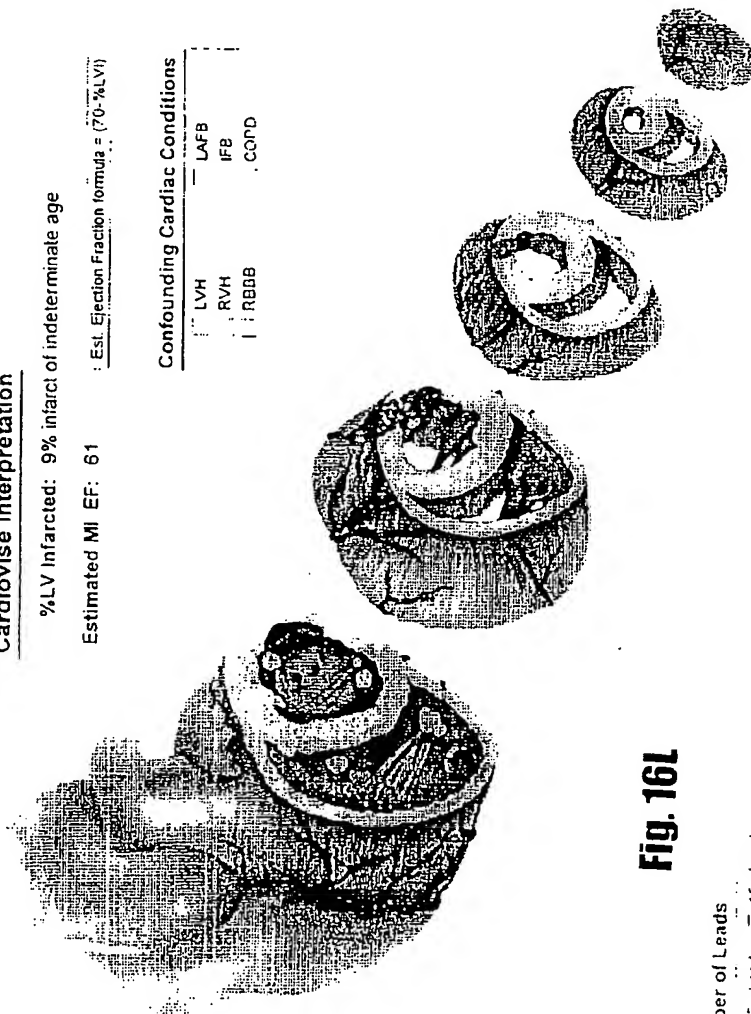 Cardiovise Interpretation
%LV Infarcted: 9% infarct of indeterminate age
Estimated MI EF: 61
Est. Ejection Fraction formula = (70-%LVI)
Confounding Cardiac Conditions
LVH LAFB
RVH IFB
RBBB COPD
Fig. 16L
of Leads